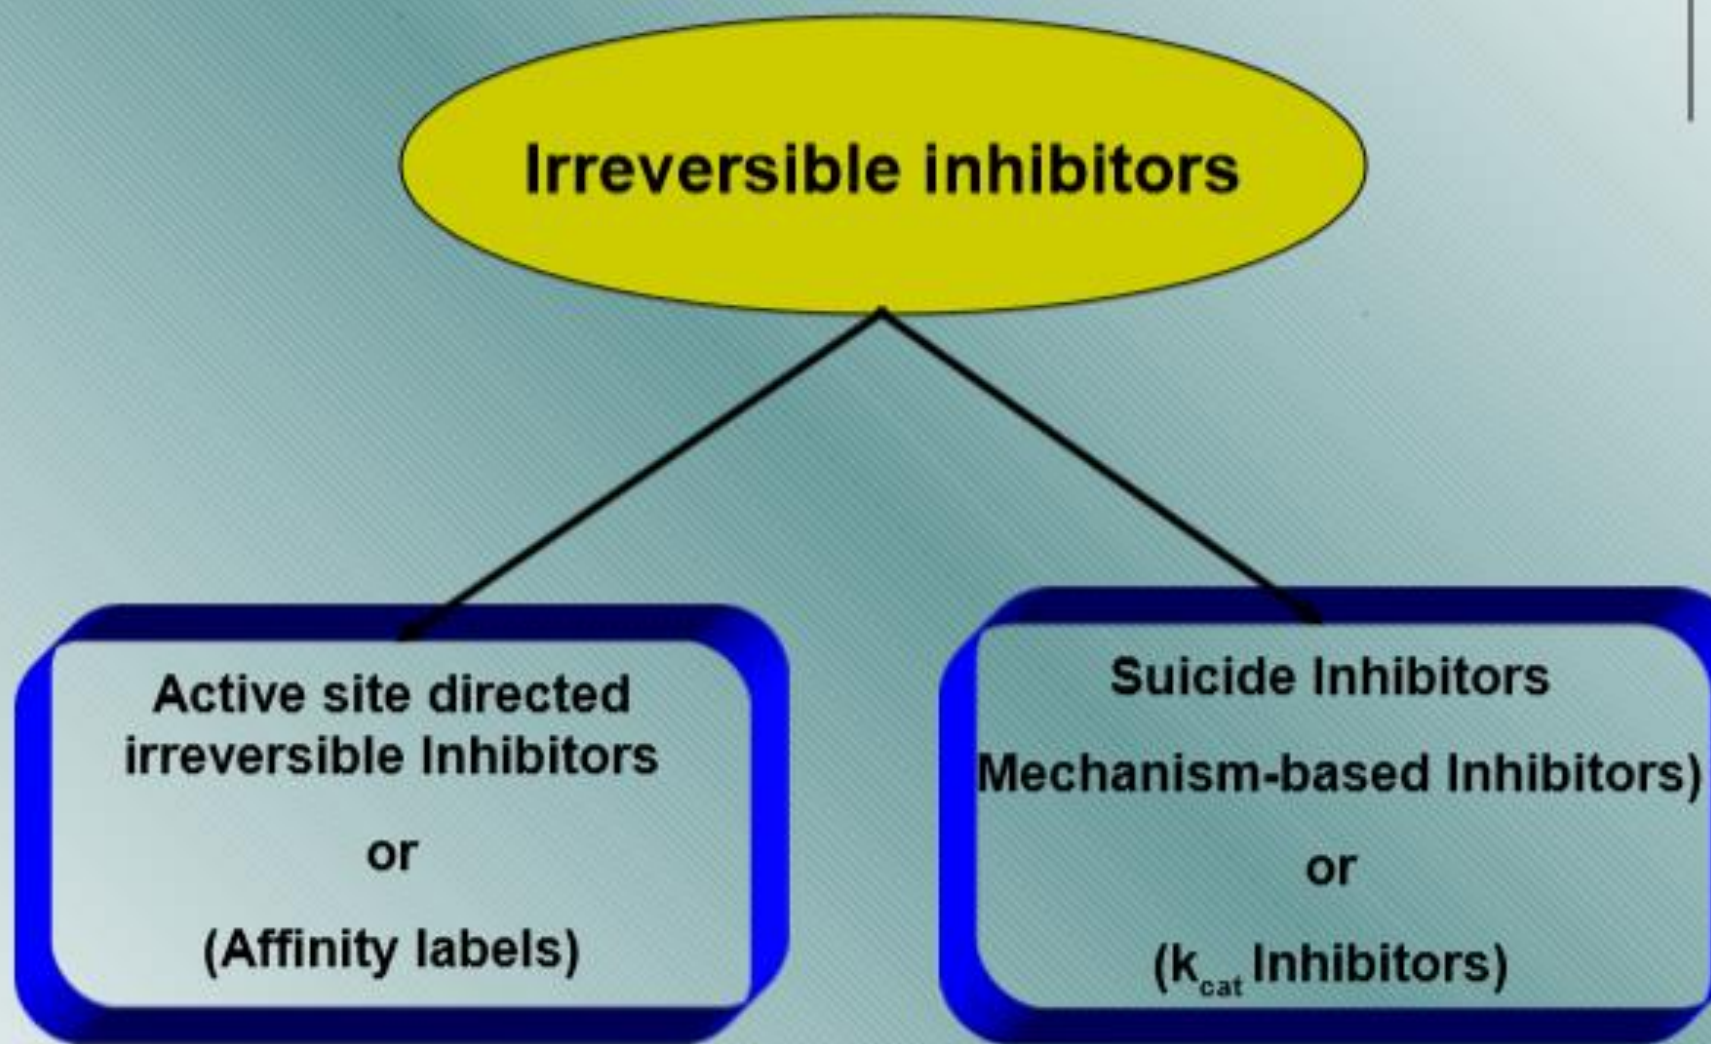 Irreversible inhibitors
Active site directed
irreversible Inhibitors
or
(Affinity labels)
Suicide Inhibitors
Mechanism-based Inhibitors)
or
(kcat Inhibitors)